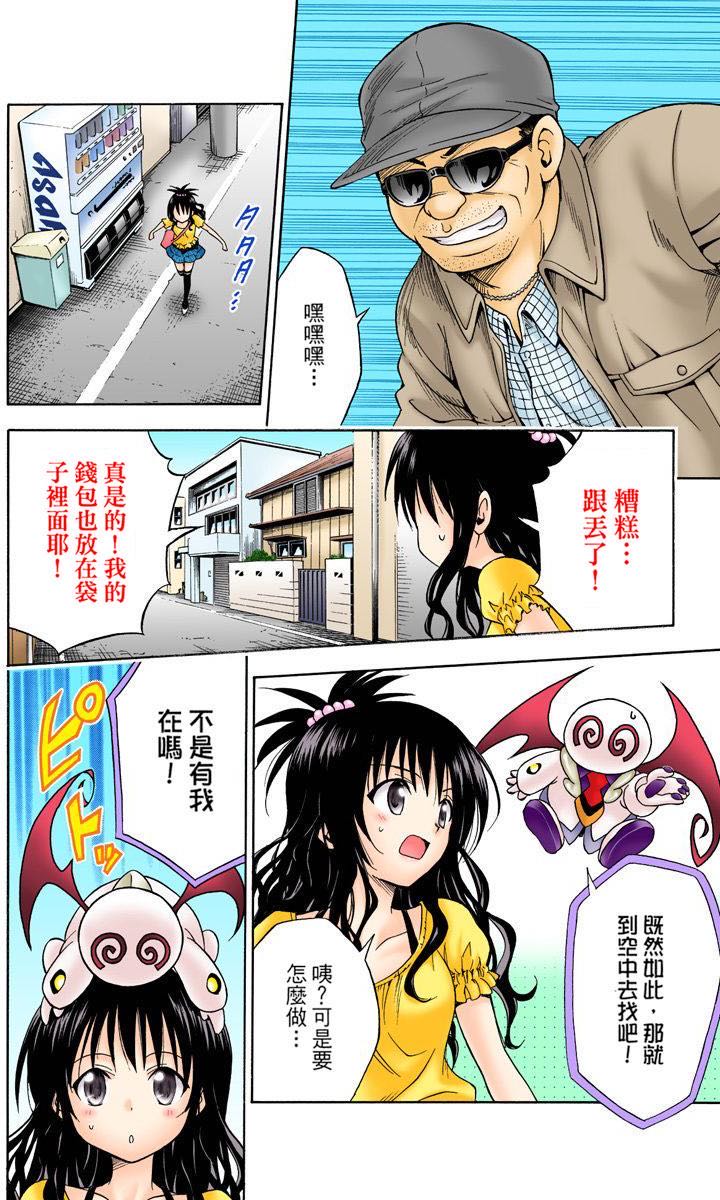 嘿嘿嘿…
タタタ…
Asah
糟糕…
跟丟了！
真是的！我的
錢包也放在袋
子裡面耶！
既然如此，那就
到空中去找吧！
咦？可是要
怎麼做…
不是有我
在嗎！
ピトッ